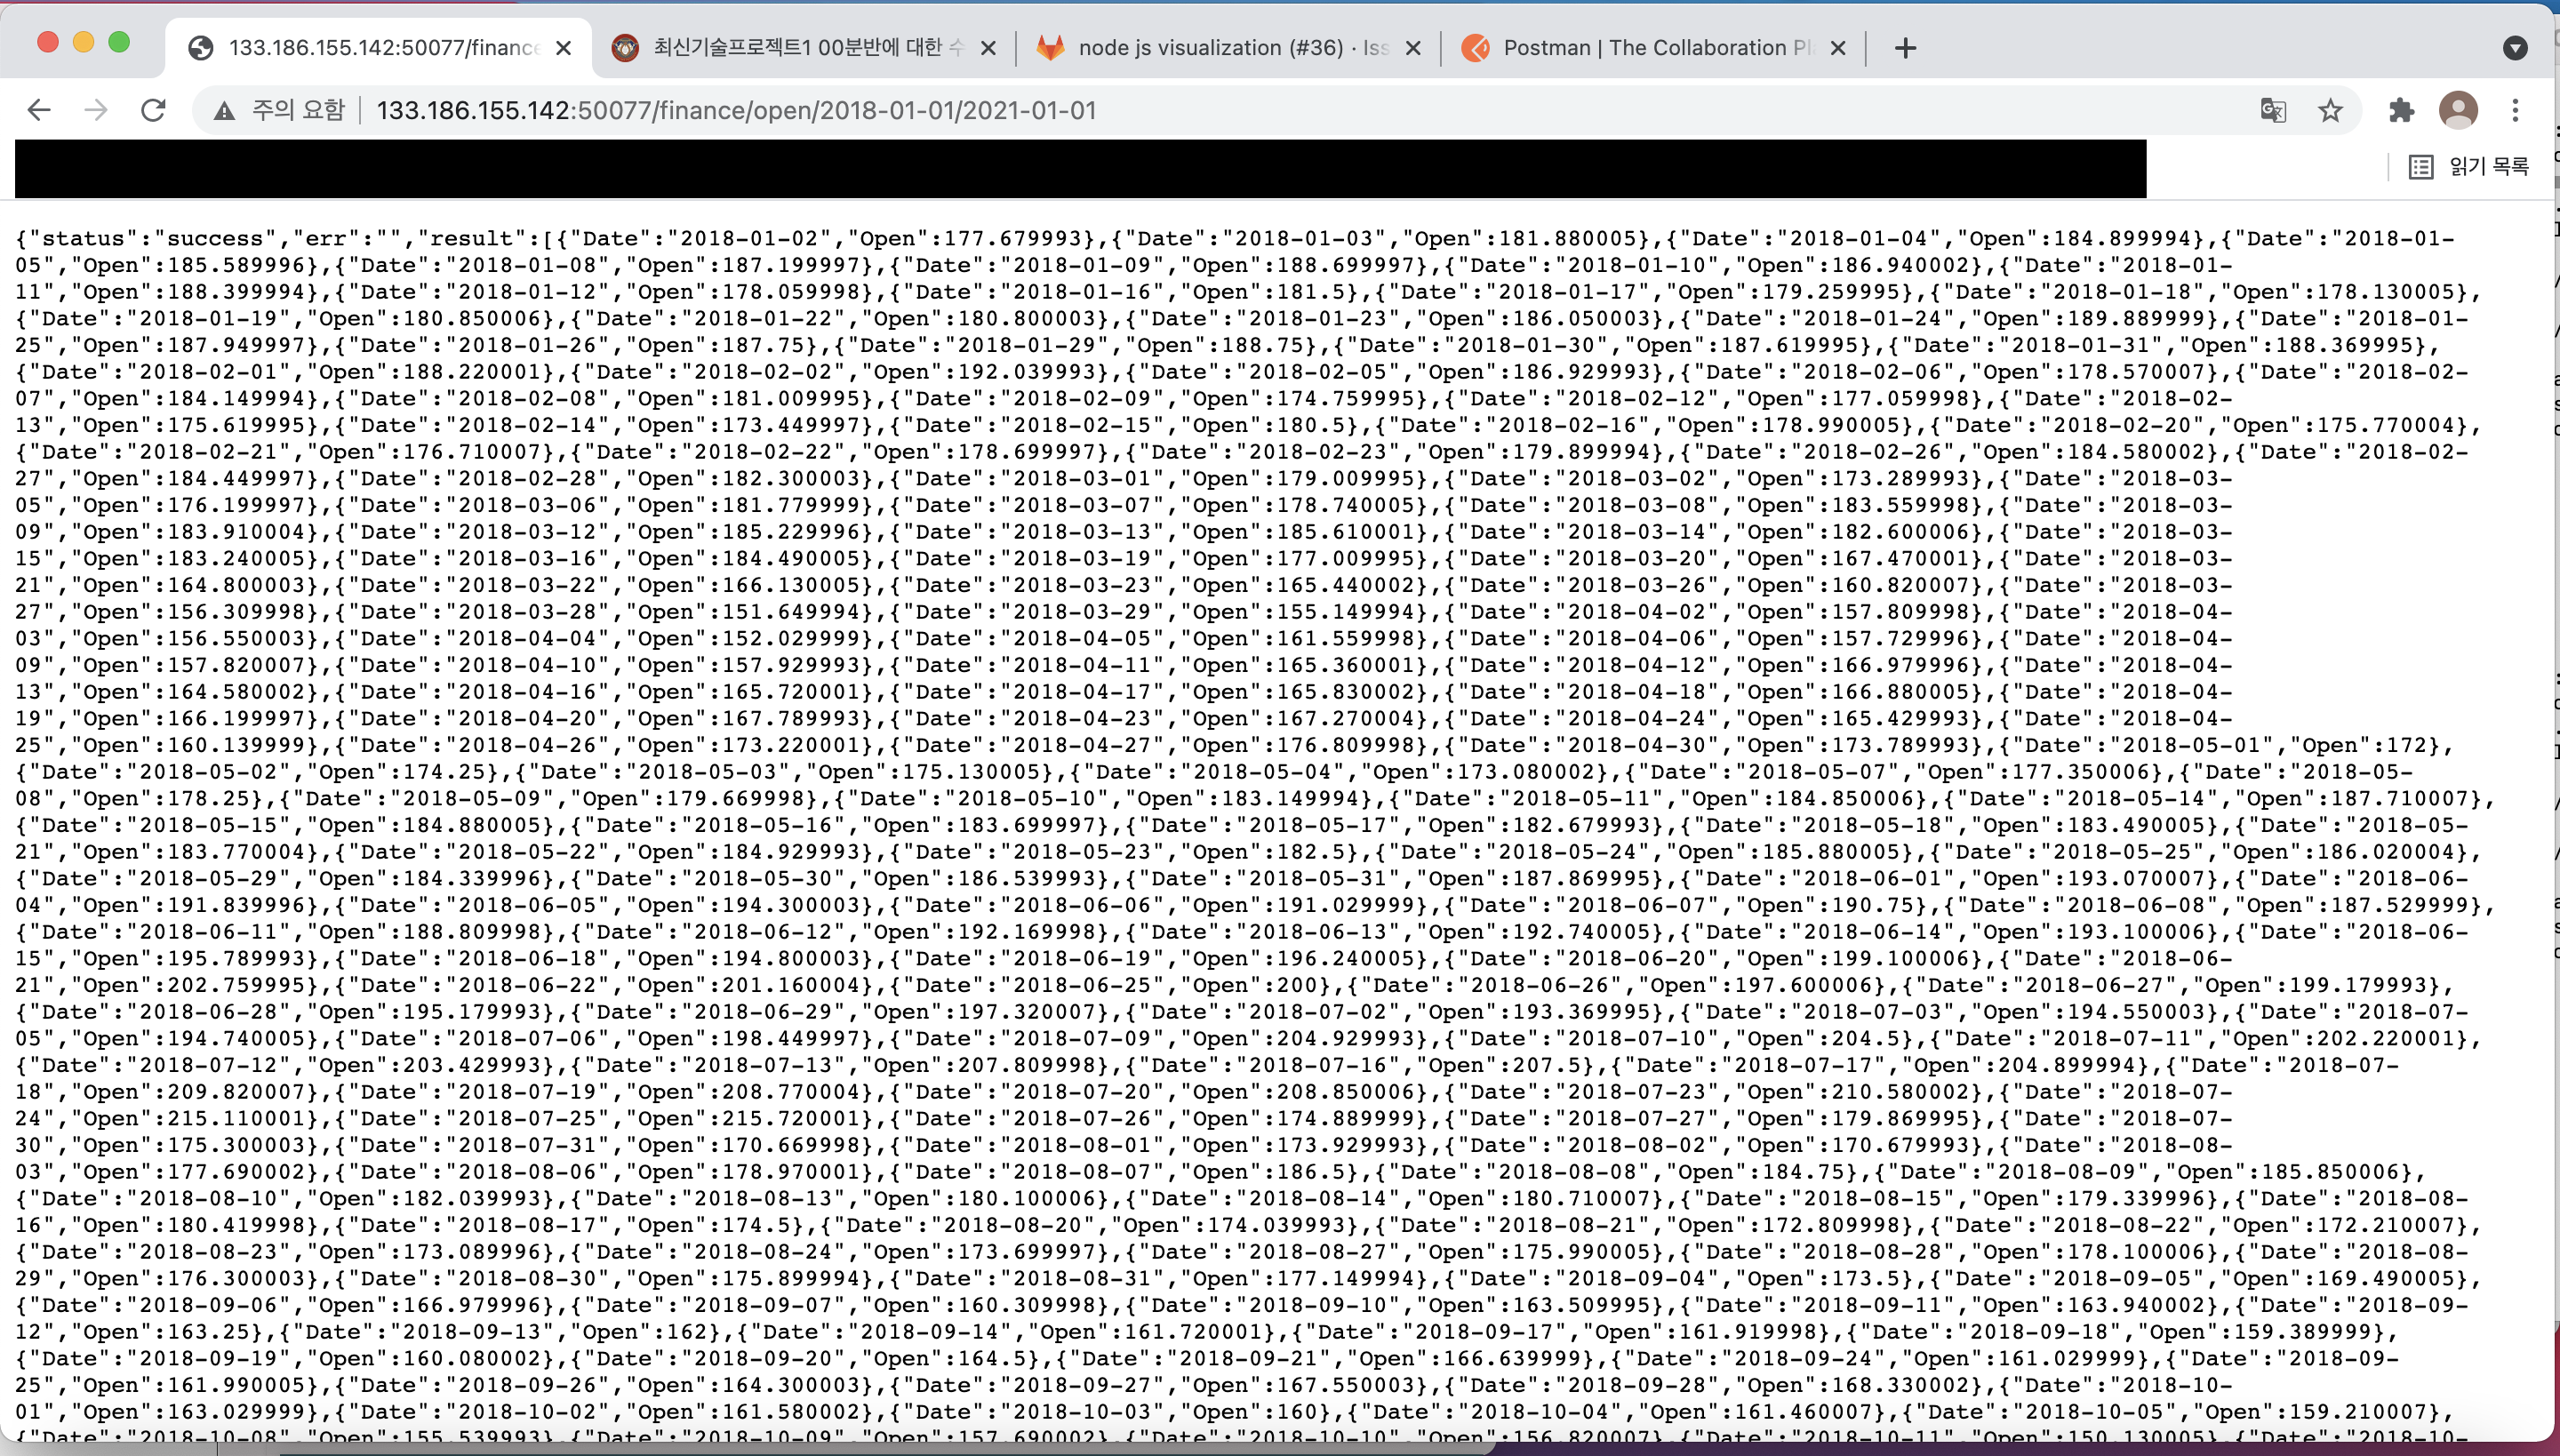 133.186.155.142:50077/finance
최신기술프로젝트1 00분반에 대한 수
node js visualization (#36) · Iss
Postman | The Collaboration Pl
주의 요함 133.186.155.142:50077/finance/open/2018-01-01/2021-01-01
읽기 목록
{"status":"success","err":"","result":[{"Date":"2018-01-02","Open":177.679993},{"Date":"2018-01-03","Open":181.880005},{"Date":"2018-01-04","Open":184.899994},{"Date":"2018-01-
05","Open":185.589996},{"Date":"2018-01-08","Open":187.199997},{"Date":"2018-01-09","Open":188.699997},{"Date":"2018-01-10","Open":186.940002},{"Date":"2018-01-
11","Open":188.399994},{"Date":"2018-01-12","Open":178.059998},{"Date":"2018-01-16","Open":181.5},{"Date":"2018-01-17","Open":179.259995},{"Date":"2018-01-18","Open":178.130005},
{"Date":"2018-01-19","Open":180.850006},{"Date":"2018-01-22","Open":180.800003},{"Date":"2018-01-23","Open":186.050003},{"Date":"2018-01-24","Open":189.889999},{"Date":"2018-01-
25","Open":187.949997},{"Date":"2018-01-26","Open":187.75},{"Date":"2018-01-29","Open":188.75},{"Date":"2018-01-30","Open":187.619995},{"Date":"2018-01-31","Open":188.369995},
{"Date":"2018-02-01","Open":188.220001},{"Date":"2018-02-02","Open":192.039993},{"Date":"2018-02-05","Open":186.929993},{"Date":"2018-02-06","Open":178.570007},{"Date":"2018-02-
07","Open":184.149994},{"Date":"2018-02-08","Open":181.009995},{"Date":"2018-02-09","Open":174.759995},{"Date":"2018-02-12","Open":177.059998},{"Date":"2018-02-
13","Open":175.619995},{"Date":"2018-02-14","Open":173.449997},{"Date":"2018-02-15","Open":180.5},{"Date":"2018-02-16","Open":178.990005},{"Date":"2018-02-20","Open":175.770004},
{"Date":"2018-02-21","Open":176.710007},{"Date":"2018-02-22","Open":178.699997},{"Date":"2018-02-23","Open":179.899994},{"Date":"2018-02-26","Open":184.580002},{"Date":"2018-02-
27","Open":184.449997},{"Date":"2018-02-28","Open":182.300003},{"Date":"2018-03-01","Open":179.009995},{"Date":"2018-03-02","Open":173.289993},{"Date":"2018-03-
05","Open":176.199997},{"Date":"2018-03-06","Open":181.779999},{"Date":"2018-03-07","Open":178.740005},{"Date":"2018-03-08","Open":183.559998},{"Date":"2018-03-
09","Open":183.910004},{"Date":"2018-03-12","Open":185.229996},{"Date":"2018-03-13","Open":185.610001},{"Date":"2018-03-14","Open":182.600006},{"Date":"2018-03-
15","Open":183.240005},{"Date":"2018-03-16","Open":184.490005},{"Date":"2018-03-19","Open":177.009995},{"Date":"2018-03-20","Open":167.470001},{"Date":"2018-03-
21","Open":164.800003},{"Date":"2018-03-22","Open":166.130005},{"Date":"2018-03-23","Open":165.440002},{"Date":"2018-03-26","Open":160.820007},{"Date":"2018-03-
27","Open":156.309998},{"Date":"2018-03-28","Open":151.649994},{"Date":"2018-03-29","Open":155.149994},{"Date":"2018-04-02","Open":157.809998},{"Date":"2018-04-
03","Open":156.550003},{"Date":"2018-04-04","Open":152.029999},{"Date":"2018-04-05","Open":161.559998},{"Date":"2018-04-06","Open":157.729996},{"Date":"2018-04-
09","Open":157.820007},{"Date":"2018-04-10","Open":157.929993},{"Date":"2018-04-11","Open":165.360001},{"Date":"2018-04-12","Open":166.979996},{"Date":"2018-04-
13","Open":164.580002},{"Date":"2018-04-16","Open":165.720001},{"Date":"2018-04-17","Open":165.830002},{"Date":"2018-04-18","Open":166.880005},{"Date":"2018-04-
19","Open":166.199997},{"Date":"2018-04-20","Open":167.789993},{"Date":"2018-04-23","Open":167.270004},{"Date":"2018-04-24","Open":165.429993},{"Date":"2018-04-
25","Open":160.139999},{"Date":"2018-04-26","Open":173.220001},{"Date":"2018-04-27","Open":176.809998},{"Date":"2018-04-30","Open":173.789993},{"Date":"2018-05-01","Open":172},
{"Date":"2018-05-02","Open":174.25},{"Date":"2018-05-03","Open":175.130005},{"Date":"2018-05-04","Open":173.080002},{"Date":"2018-05-07","Open":177.350006},{"Date":"2018-05-
08","Open":178.25},{"Date":"2018-05-09","Open":179.669998},{"Date":"2018-05-10","Open":183.149994},{"Date":"2018-05-11","Open":184.850006},{"Date":"2018-05-14","Open":187.710007},
{"Date":"2018-05-15","Open":184.880005},{"Date":"2018-05-16","Open":183.699997},{"Date":"2018-05-17","Open":182.679993},{"Date":"2018-05-18","Open":183.490005},{"Date":"2018-05-
21","Open":183.770004},{"Date":"2018-05-22","Open":184.929993},{"Date":"2018-05-23","Open":182.5},{"Date":"2018-05-24","Open":185.880005},{"Date":"2018-05-25","Open":186.020004},
{"Date":"2018-05-29","Open":184.339996},{"Date":"2018-05-30","Open":186.539993},{"Date":"2018-05-31","Open":187.869995},{"Date":"2018-06-01","Open":193.070007},{"Date":"2018-06-
04","Open":191.839996},{"Date":"2018-06-05","Open":194.300003},{"Date":"2018-06-06","Open":191.029999},{"Date":"2018-06-07","Open":190.75},{"Date":"2018-06-08","Open":187.529999},
{"Date":"2018-06-11","Open":188.809998},{"Date":"2018-06-12","Open":192.169998},{"Date":"2018-06-13","Open":192.740005},{"Date":"2018-06-14","Open":193.100006},{"Date":"2018-06-
15","Open":195.789993},{"Date":"2018-06-18","Open":194.800003},{"Date":"2018-06-19","Open":196.240005},{"Date":"2018-06-20","Open":199.100006},{"Date":"2018-06-
21","Open":202.759995},{"Date":"2018-06-22","Open":201.160004},{"Date":"2018-06-25","Open":200},{"Date":"2018-06-26","Open":197.600006},{"Date":"2018-06-27","Open":199.179993},
{"Date":"2018-06-28","Open":195.179993},{"Date":"2018-06-29","Open":197.320007},{"Date":"2018-07-02","Open":193.369995},{"Date":"2018-07-03","Open":194.550003},{"Date":"2018-07-
05","Open":194.740005},{"Date":"2018-07-06","Open":198.449997},{"Date":"2018-07-09","Open":204.929993},{"Date":"2018-07-10","Open":204.5},{"Date":"2018-07-11","Open":202.220001},
{"Date":"2018-07-12","Open":203.429993},{"Date":"2018-07-13","Open":207.809998},{"Date":"2018-07-16","Open":207.5},{"Date":"2018-07-17","Open":204.899994},{"Date":"2018-07-
18","Open":209.820007},{"Date":"2018-07-19","Open":208.770004},{"Date":"2018-07-20","Open":208.850006},{"Date":"2018-07-23","Open":210.580002},{"Date":"2018-07-
24","Open":215.110001},{"Date":"2018-07-25","Open":215.720001},{"Date":"2018-07-26","Open":174.889999},{"Date":"2018-07-27","Open":179.869995},{"Date":"2018-07-
30","Open":175.300003},{"Date":"2018-07-31","Open":170.669998},{"Date":"2018-08-01","Open":173.929993},{"Date":"2018-08-02","Open":170.679993},{"Date":"2018-08-
03","Open":177.690002},{"Date":"2018-08-06","Open":178.970001},{"Date":"2018-08-07","Open":186.5},{"Date":"2018-08-08","Open":184.75},{"Date":"2018-08-09","Open":185.850006},
{"Date":"2018-08-10","Open":182.039993},{"Date":"2018-08-13","Open":180.100006},{"Date":"2018-08-14","Open":180.710007},{"Date":"2018-08-15","Open":179.339996},{"Date":"2018-08-
16","Open":180.419998},{"Date":"2018-08-17","Open":174.5},{"Date":"2018-08-20","Open":174.039993},{"Date":"2018-08-21","Open":172.809998},{"Date":"2018-08-22","Open":172.210007},
{"Date":"2018-08-23","Open":173.089996},{"Date":"2018-08-24","Open":173.699997},{"Date":"2018-08-27","Open":175.990005},{"Date":"2018-08-28","Open":178.100006},{"Date":"2018-08-
29","Open":176.300003},{"Date":"2018-08-30","Open":175.899994},{"Date":"2018-08-31","Open":177.149994},{"Date":"2018-09-04","Open":173.5},{"Date":"2018-09-05","Open":169.490005},
{"Date":"2018-09-06","Open":166.979996},{"Date":"2018-09-07","Open":160.309998},{"Date":"2018-09-10","Open":163.509995},{"Date":"2018-09-11","Open":163.940002},{"Date":"2018-09-
12","Open":163.25},{"Date":"2018-09-13","Open":162},{"Date":"2018-09-14","Open":161.720001},{"Date":"2018-09-17","Open":161.919998},{"Date":"2018-09-18","Open":159.389999},
{"Date":"2018-09-19","Open":160.080002},{"Date":"2018-09-20","Open":164.5},{"Date":"2018-09-21","Open":166.639999},{"Date":"2018-09-24","Open":161.029999},{"Date":"2018-09-
25","Open":161.990005},{"Date":"2018-09-26","Open":164.300003},{"Date":"2018-09-27","Open":167.550003},{"Date":"2018-09-28","Open":168.330002},{"Date":"2018-10-
01","Open":163.029999},{"Date":"2018-10-02","Open":161.580002},{"Date":"2018-10-03","Open":160},{"Date":"2018-10-04","Open":161.460007},{"Date":"2018-10-05","Open":159.210007},
{"Date":"2018-10-08","Open":155.539993},{"Date":"2018-10-09","Open":157.690002},{"Date":"2018-10-10","Open":156.820007},{"Date":"2018-10-11","Open":150.130005},{"Date":"2018-10-